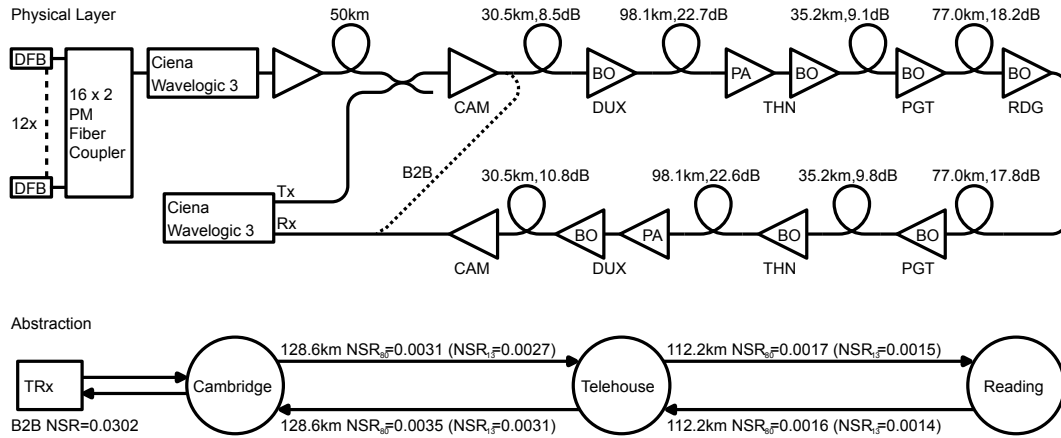 Physical Layer
50km
30.5km,8.5dB
98.1km,22.7dB
35.2km,9.1dB
77.0km,18.2dB
DFB
12x
DFB
16 x 2
PM
Fiber
Coupler
Ciena
Wavelogic 3
CAM
BO
DUX
PA
BO
THN
BO
PGT
BO
RDG
B2B
Ciena
Wavelogic 3
Tx
Rx
30.5km,10.8dB
98.1km,22.6dB
35.2km,9.8dB
77.0km,17.8dB
CAM
BO
PA
DUX
BO
THN
BO
PGT
Abstraction
TRx
B2B NSR=0.0302
Cambridge
128.6km NSR80=0.0031 (NSR13=0.0027)
128.6km NSR80=0.0035 (NSR13=0.0031)
Telehouse
112.2km NSR80=0.0017 (NSR13=0.0015)
112.2km NSR80=0.0016 (NSR13=0.0014)
Reading